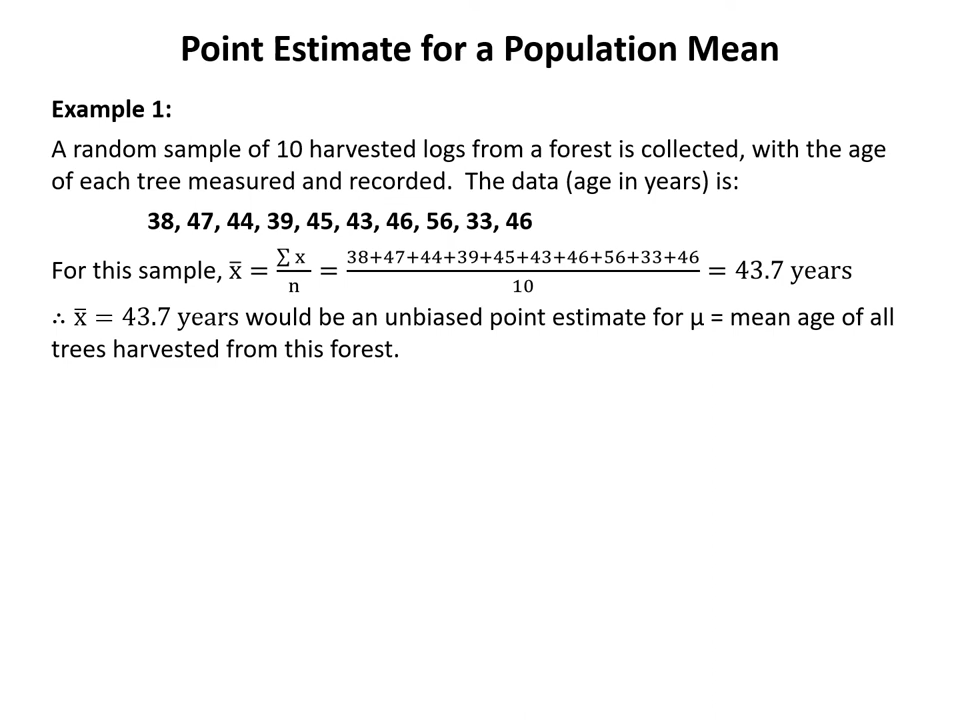 Point Estimate for a Population Mean
Example 1:
A random sample of 10 harvested logs from a forest is collected, with the age
of each tree measured and recorded. The data (age in years) is:
38, 47, 44, 39, 45, 43, 46, 56, 33, 46
For this sample, x̅ = ∑ x / n = 38+47+44+39+45+43+46+56+33+46 / 10 = 43.7 years
∴ x̅ = 43.7 years would be an unbiased point estimate for μ = mean age of all
trees harvested from this forest.